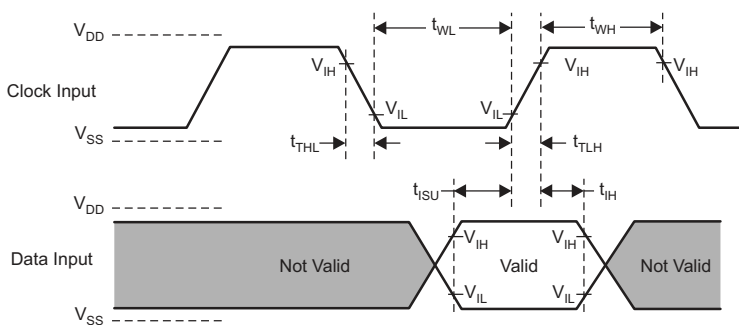 t_WL t_WH
V_DD
V_IH V_IH V_IH
Clock Input
V_IL V_IL
V_SS
t_THL t_TLH
t_ISU t_IH
V_DD
V_IH V_IH
Data Input Not Valid Valid Not Valid
V_IL V_IL
V_SS